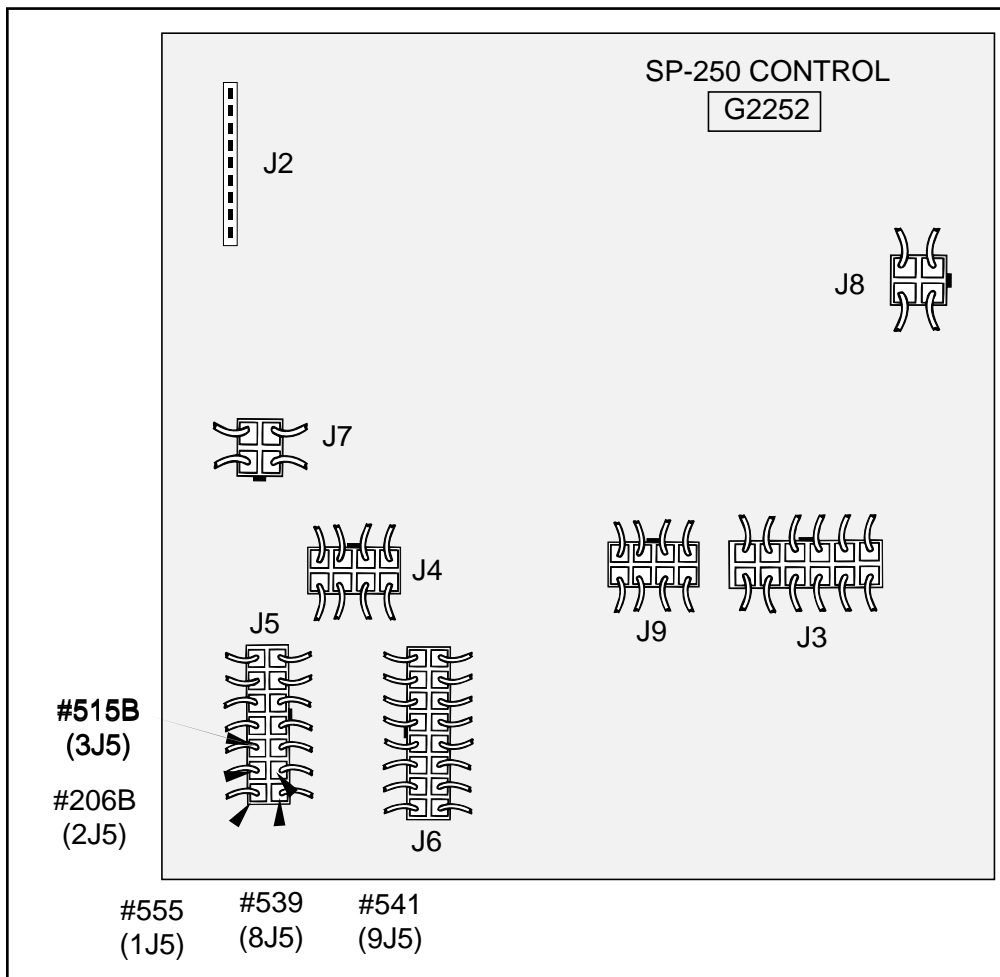 SP-250 CONTROL
G2252
J2
J8
J7
J4
J9
J3
J5
#515B
(3J5)
#206B
(2J5)
J6
#555
(1J5)
#539
(8J5)
#541
(9J5)